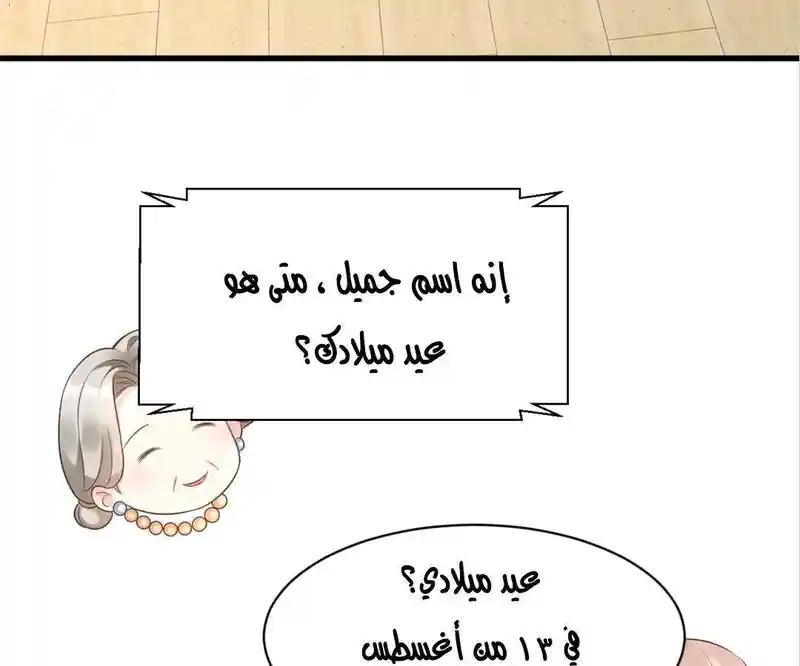 إنه اسم جميل ، متى هو
عيد ميلادك؟
عيد ميلادي؟
في ١٣ من أغسطس